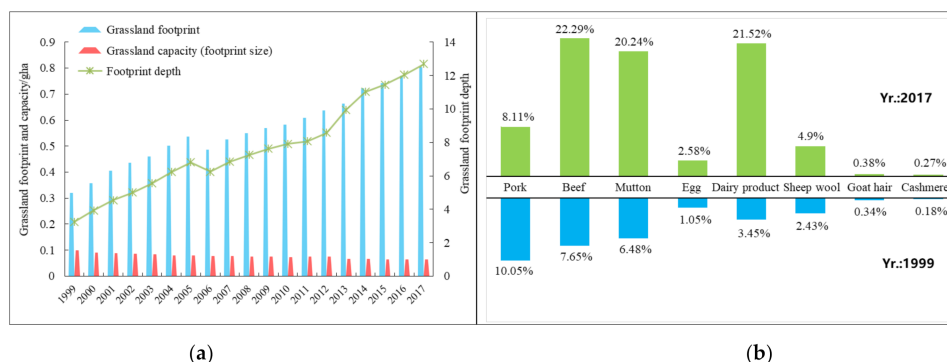 Grassland footprint
Grassland capacity (footprint size)
Footprint depth
Grassland footprint and capacity/gha
0.9
0.8
0.7
0.6
0.5
0.4
0.3
0.2
0.1
0
14
12
10
8
6
4
2
0
Grassland footprint depth
1999 2000 2001 2002 2003 2004 2005 2006 2007 2008 2009 2010 2011 2012 2013 2014 2015 2016 2017
(a)
22.29% 20.24% 21.52%
8.11% 2.58% 4.9% 0.38% 0.27%
Yr.:2017
Pork Beef Mutton Egg Dairy product Sheep wool Goat hair Cashmere
10.05% 7.65% 6.48% 1.05% 3.45% 2.43% 0.34% 0.18%
Yr.:1999
(b)